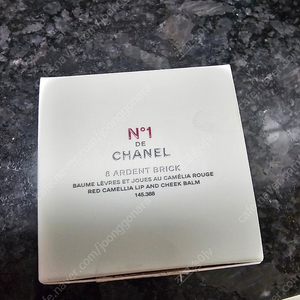 N°1
DE
CHANEL
6 ARDENT BRICK
BAUME LÈVRES ET JOUES AU CAMÉLIA ROUGE
RED CAMELLIA LIP AND CHEEK BALM
145.368